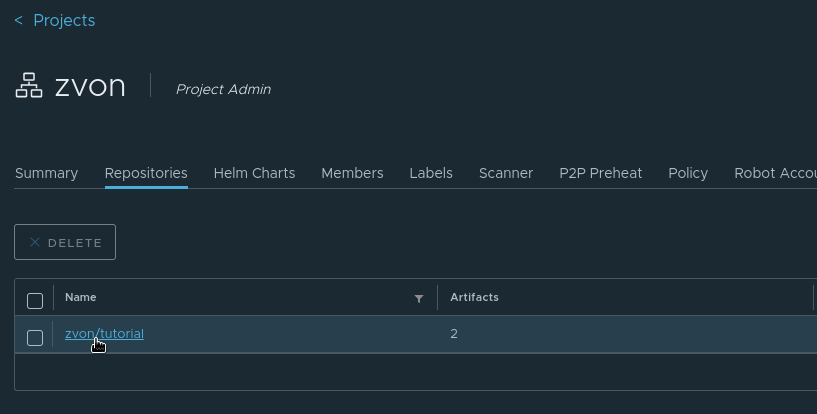 < Projects
zvon Project Admin
Summary Repositories Helm Charts Members Labels Scanner P2P Preheat Policy Robot Accou
× DELETE
Name Artifacts
zvon/tutorial 2